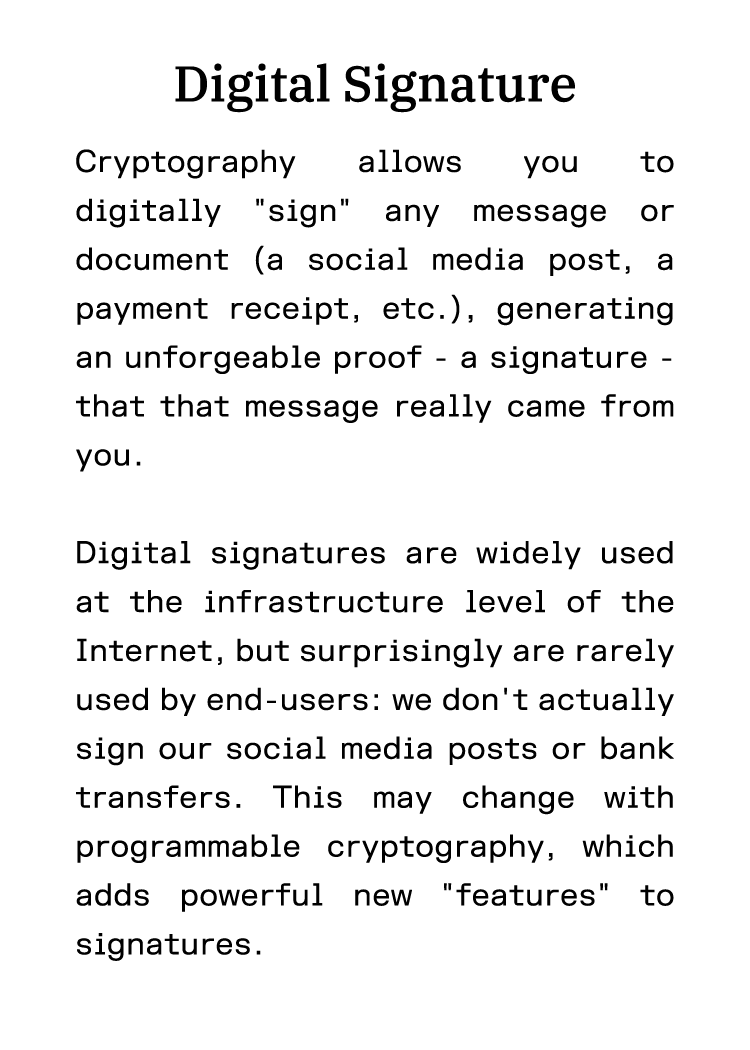 Digital Signature
Cryptography allows you to
digitally "sign" any message or
document (a social media post, a
payment receipt, etc.), generating
an unforgeable proof - a signature -
that that message really came from
you.
Digital signatures are widely used
at the infrastructure level of the
Internet, but surprisingly are rarely
used by end-users: we don't actually
sign our social media posts or bank
transfers. This may change with
programmable cryptography, which
adds powerful new "features" to
signatures.